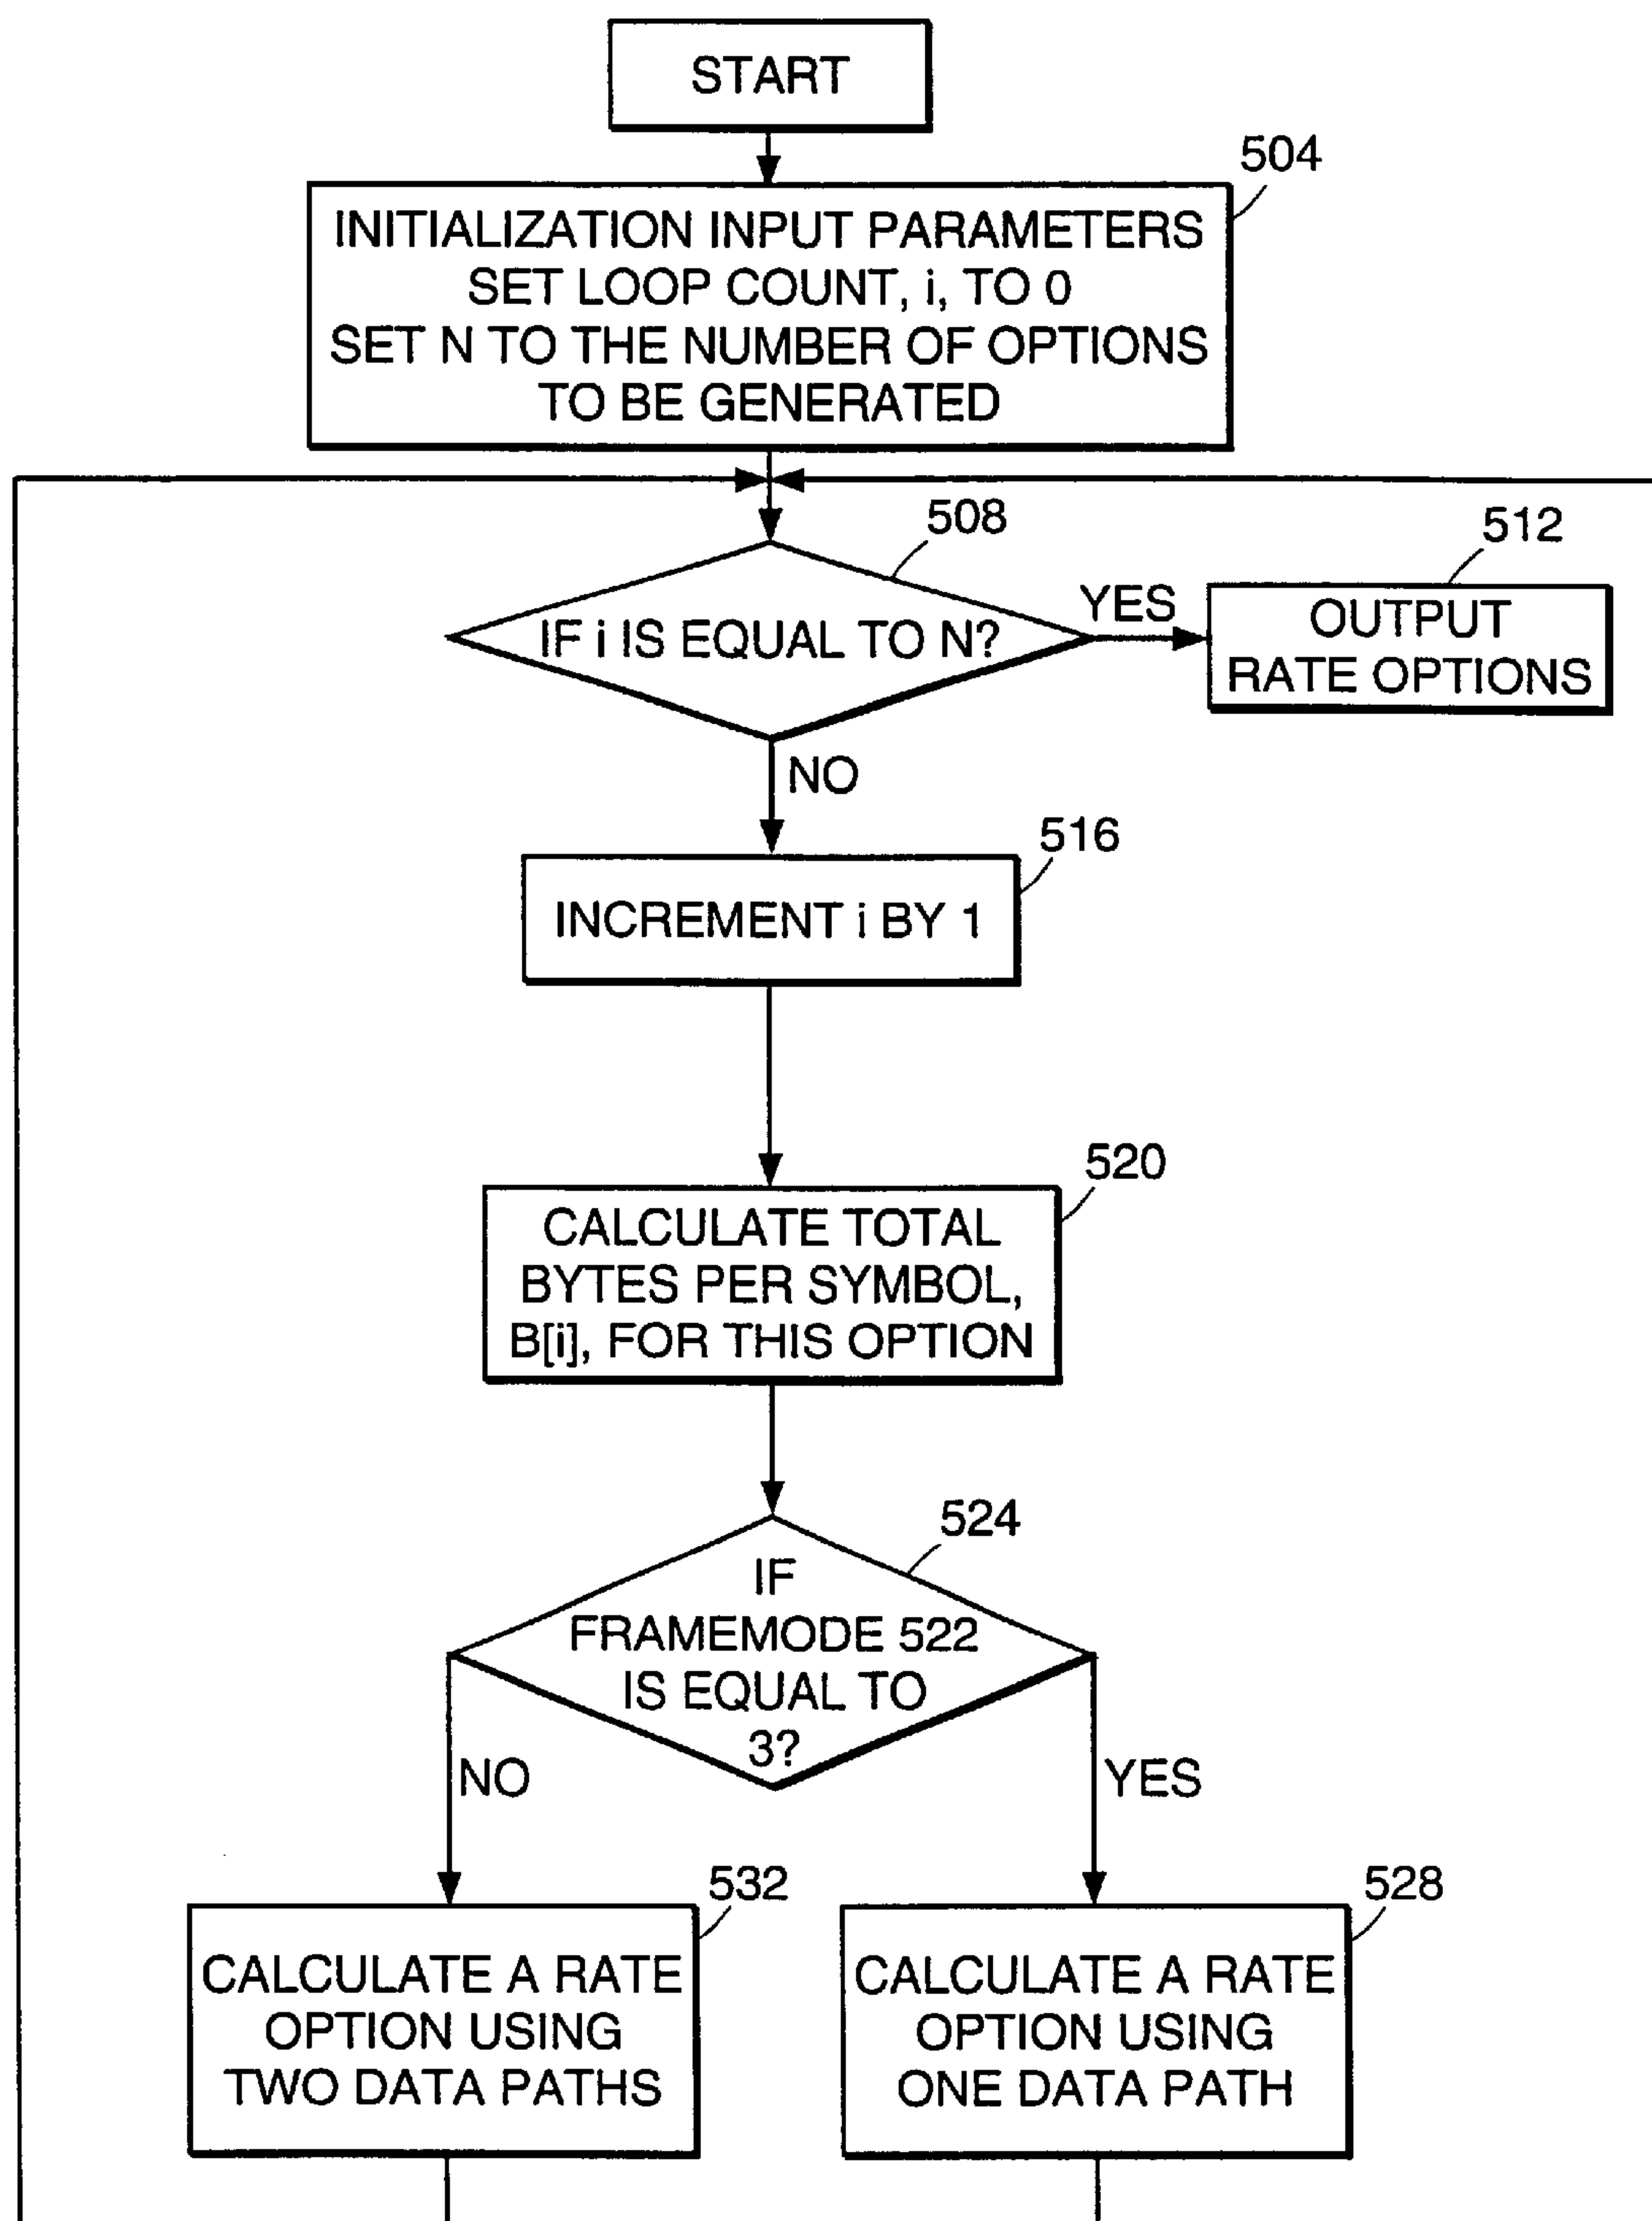 START
504
INITIALIZATION INPUT PARAMETERS
SET LOOP COUNT, i, TO 0
SET N TO THE NUMBER OF OPTIONS
TO BE GENERATED
508
IF i IS EQUAL TO N?
YES
512
OUTPUT
RATE OPTIONS
NO
516
INCREMENT i BY 1
520
CALCULATE TOTAL
BYTES PER SYMBOL,
B[i], FOR THIS OPTION
524
IF
FRAMEMODE 522
IS EQUAL TO
3?
NO
YES
532
CALCULATE A RATE
OPTION USING
TWO DATA PATHS
528
CALCULATE A RATE
OPTION USING
ONE DATA PATH